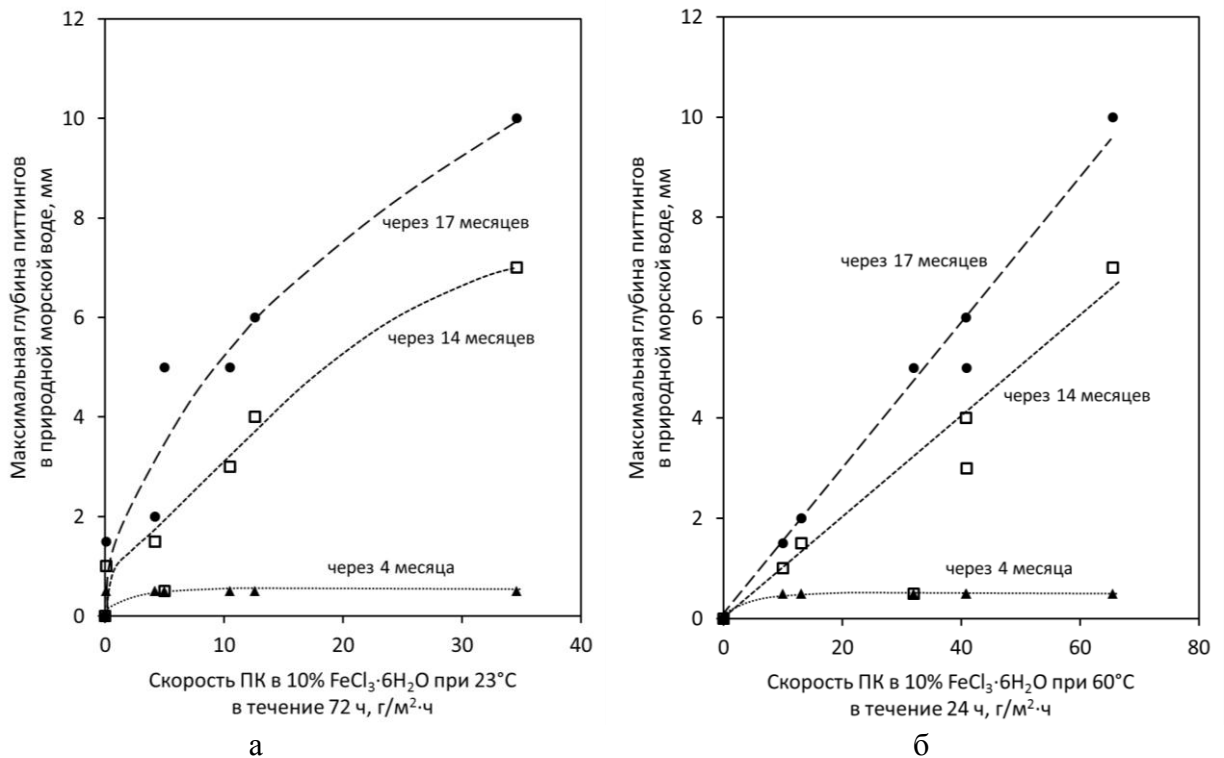 Максимальная глубина питтингов
в природной морской воде, мм
12
10
8
6
4
2
0
через 17 месяцев
через 14 месяцев
через 4 месяца
0
10
20
30
40
Скорость ПК в 10% FeCl₃·6H₂O при 23°С
в течение 72 ч, г/м²·ч
а
Максимальная глубина питтингов
в природной морской воде, мм
12
10
8
6
4
2
0
через 17 месяцев
через 14 месяцев
через 4 месяца
0
20
40
60
80
Скорость ПК в 10% FeCl₃·6H₂O при 60°С
в течение 24 ч, г/м²·ч
б